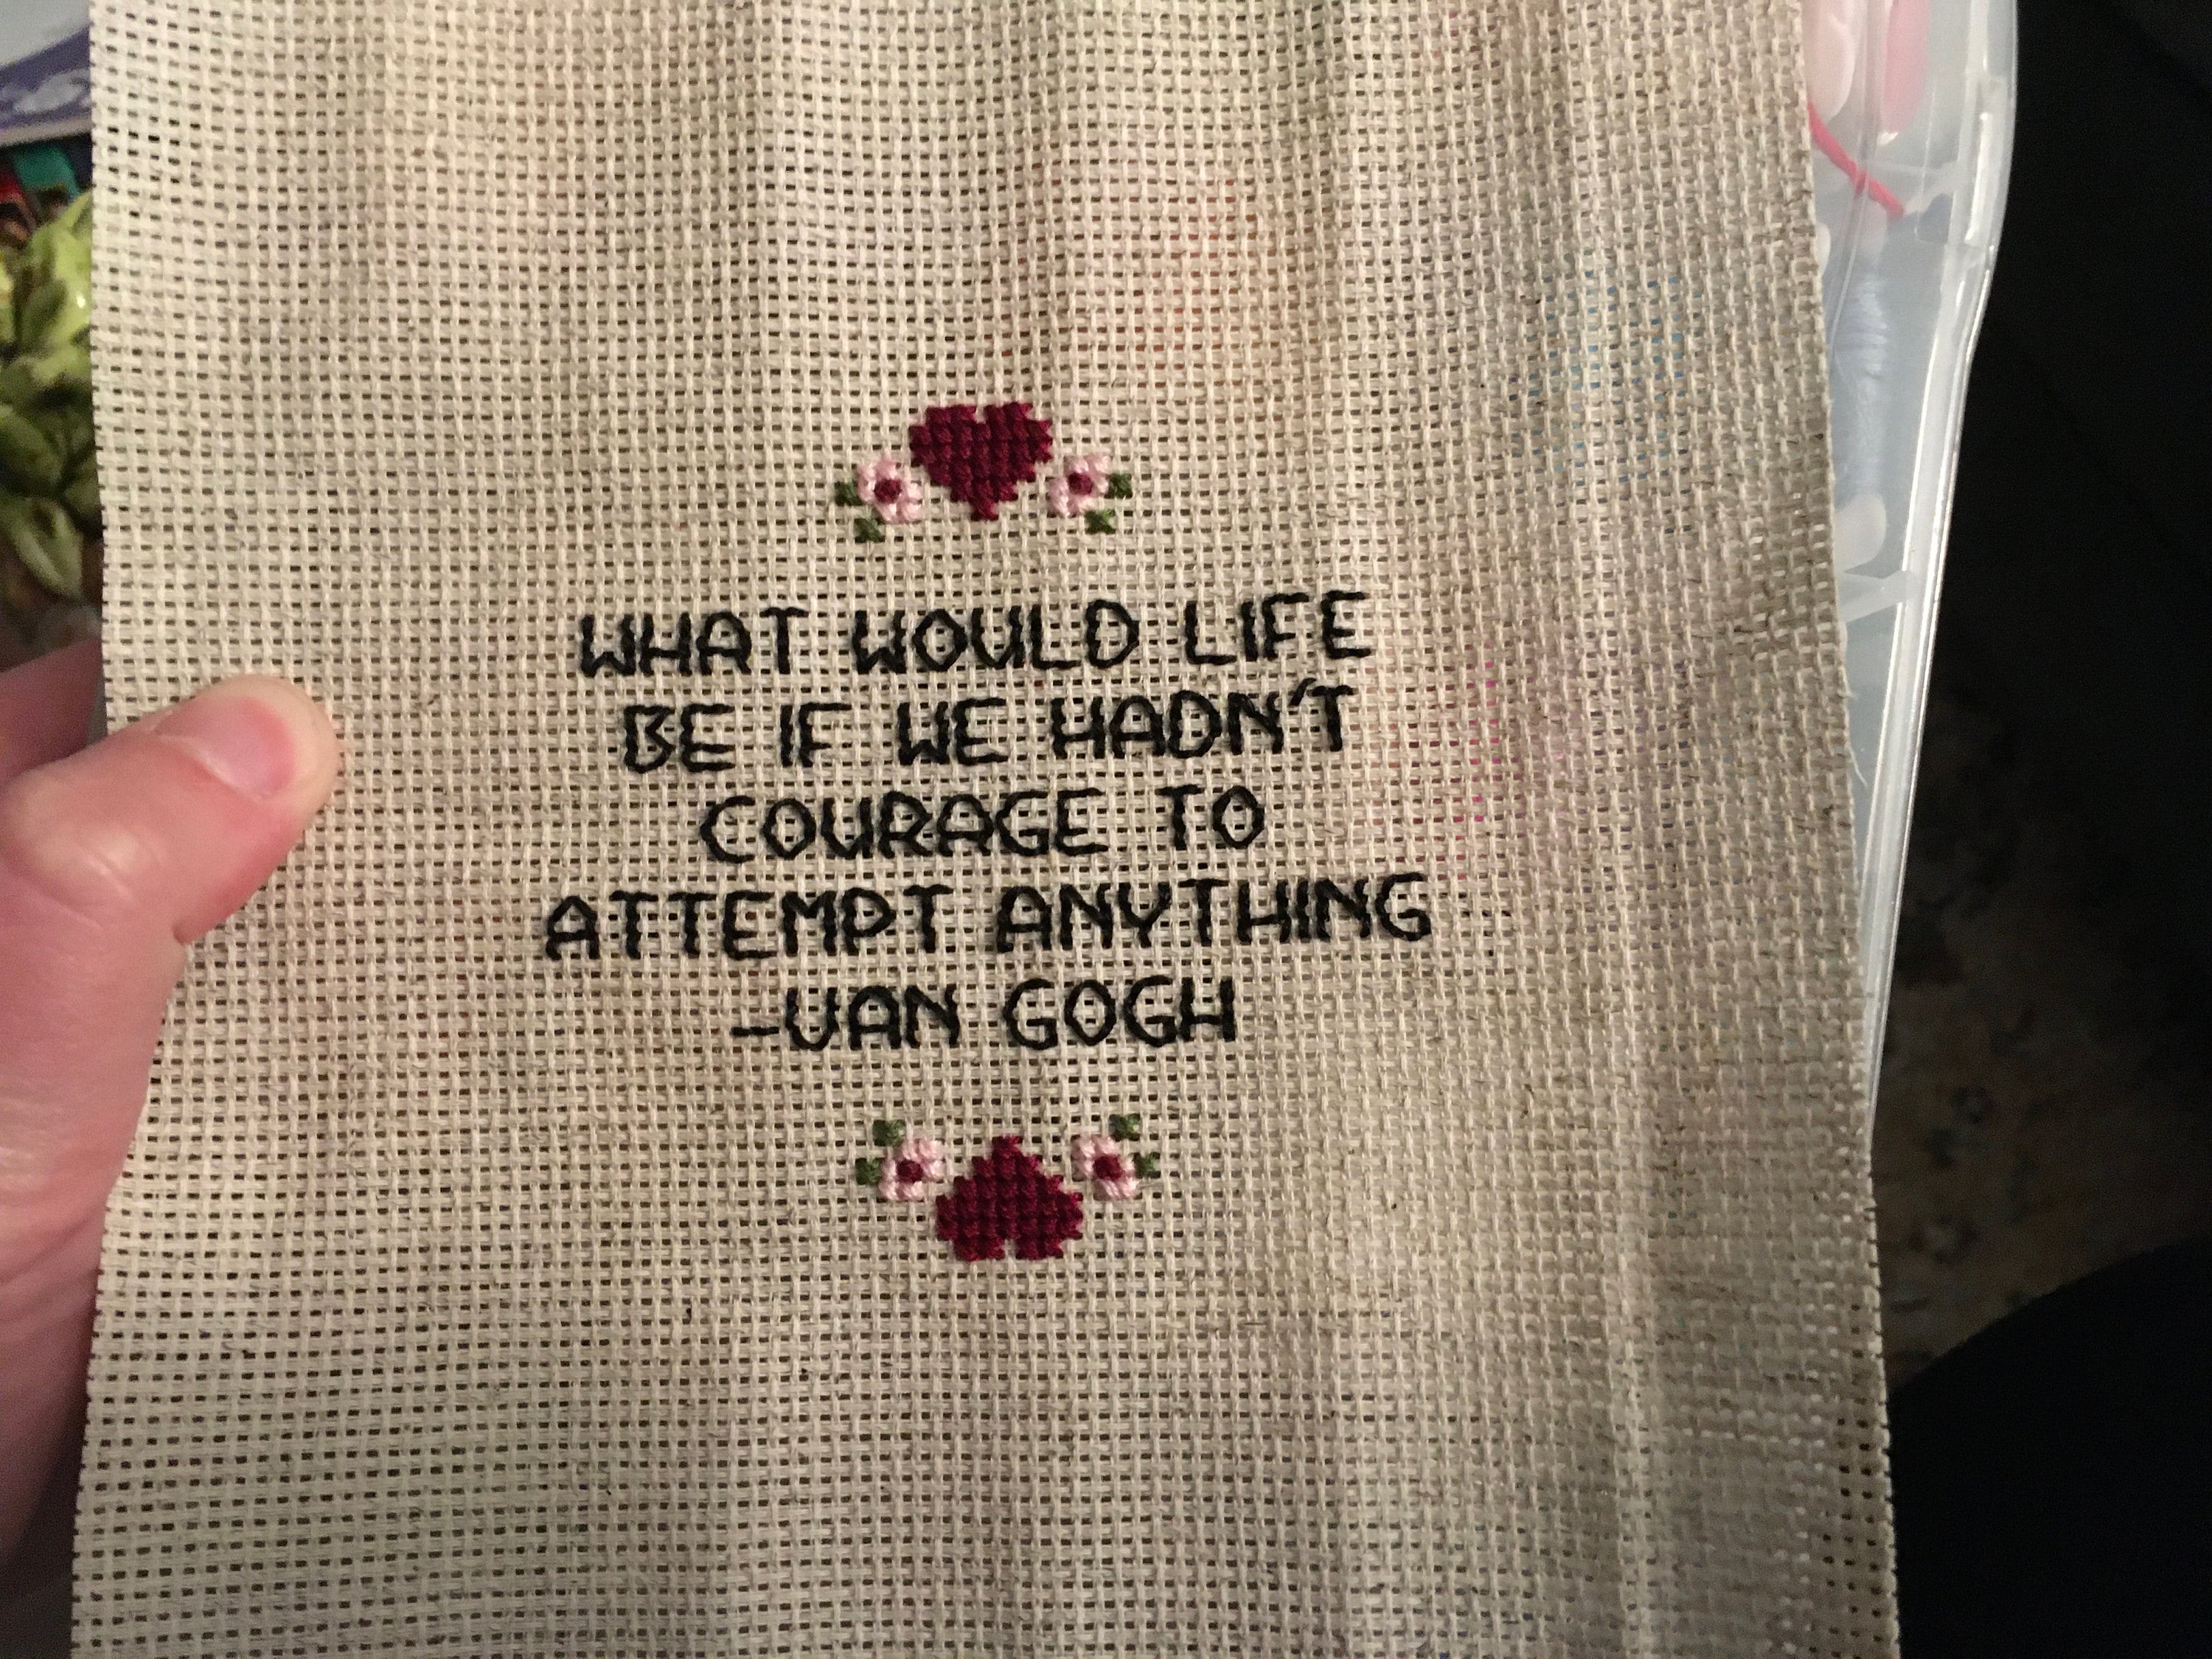 WHAT WOULD LIFE
BE IF WE HADN'T
COURAGE TO
ATTEMPT ANYTHING
-VAN GOGH